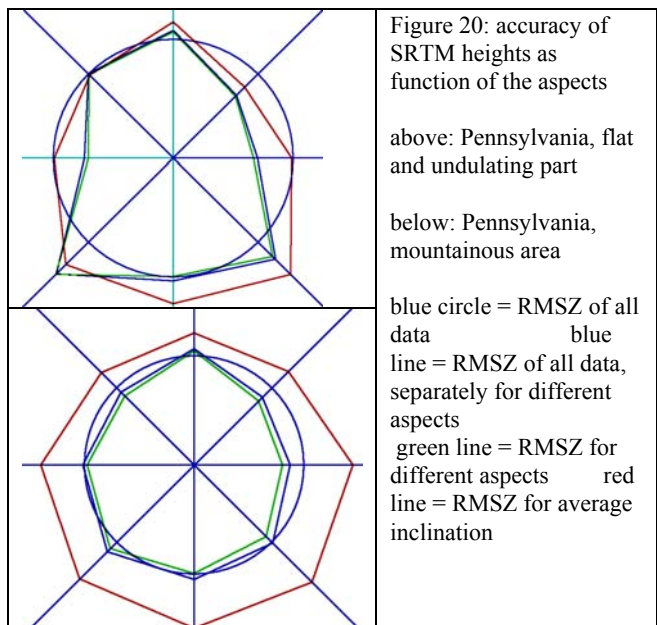 Figure 20: accuracy of
SRTM heights as
function of the aspects
above: Pennsylvania, flat
and undulating part
below: Pennsylvania,
mountainous area
blue circle = RMSZ of all
data blue
line = RMSZ of all data,
separately for different
aspects
green line = RMSZ for
different aspects red
line = RMSZ for average
inclination